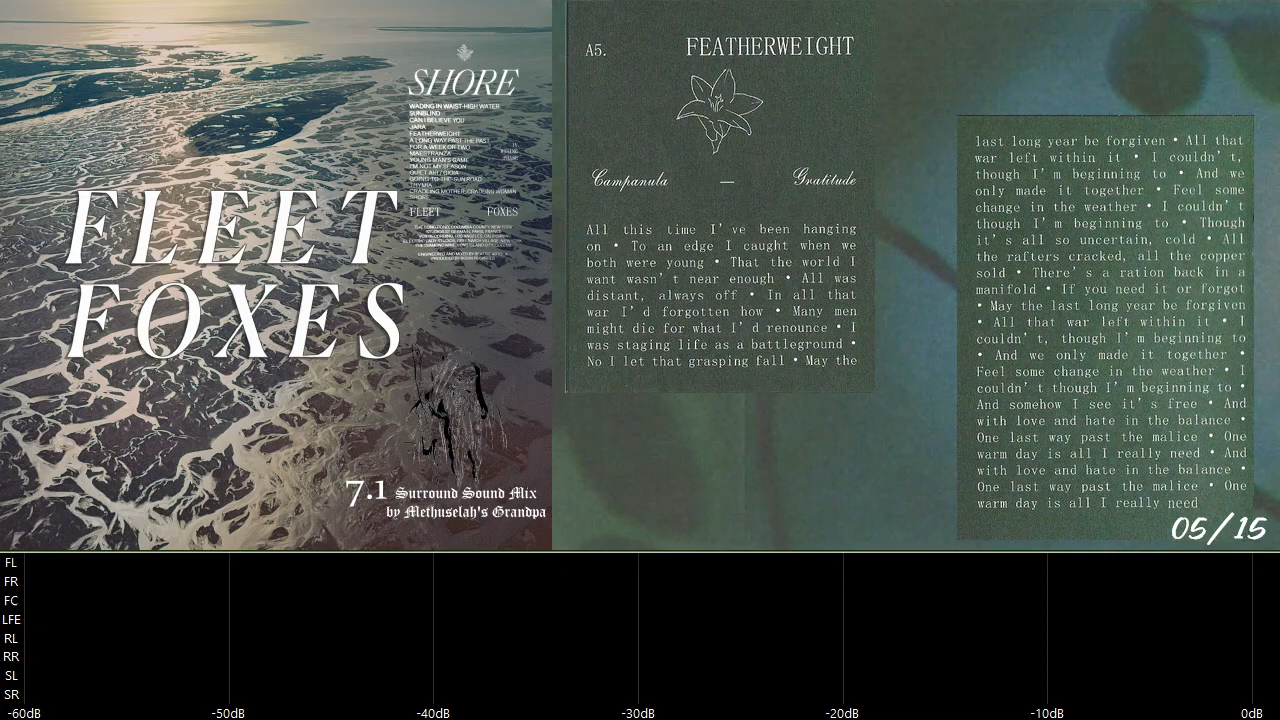 SHORE
WADING IN WAIST-HIGH WATER
SUNBLIND
CAN I BELIEVE YOU
JARA
FEATHERWEIGHT
A LONG WAY PAST THE PAST
FOR A WEEK OR TWO
MAESTRANZA
YOUNG MAN'S GAME
I'M NOT MY SEASON
QUIET AIR / GIOIA
GOING-TO-THE-SUN ROAD
THYMIA
CRADLING MOTHER, CRADLING WOMAN
SHORE
FLEET FOXES
FLEET
FOXES
7.1 Surround Sound Mix
by Methuselah's Grandpa
A5. FEATHERWEIGHT
Campanula — Gratitude
All this time I've been hanging
on • To an edge I caught when we
both were young • That the world I
want wasn't near enough • All was
distant, always off • In all that
war I'd forgotten how • Many men
might die for what I'd renounce • I
was staging life as a battleground •
No I let that grasping fall • May the
last long year be forgiven • All that
war left within it • I couldn't,
though I'm beginning to • And we
only made it together • Feel some
change in the weather • I couldn't
though I'm beginning to • Though
it's all so uncertain, cold • All
the rafters cracked, all the copper
sold • There's a ration back in a
manifold • If you need it or forgot
• May the last long year be forgiven
• All that war left within it • I
couldn't, though I'm beginning to
• And we only made it together •
Feel some change in the weather • I
couldn't though I'm beginning to •
And somehow I see it's free • And
with love and hate in the balance •
One last way past the malice • One
warm day is all I really need • And
with love and hate in the balance •
One last way past the malice • One
warm day is all I really need
05/15
FL
FR
FC
LFE
RL
RR
SL
SR
-60dB -50dB -40dB -30dB -20dB -10dB 0dB